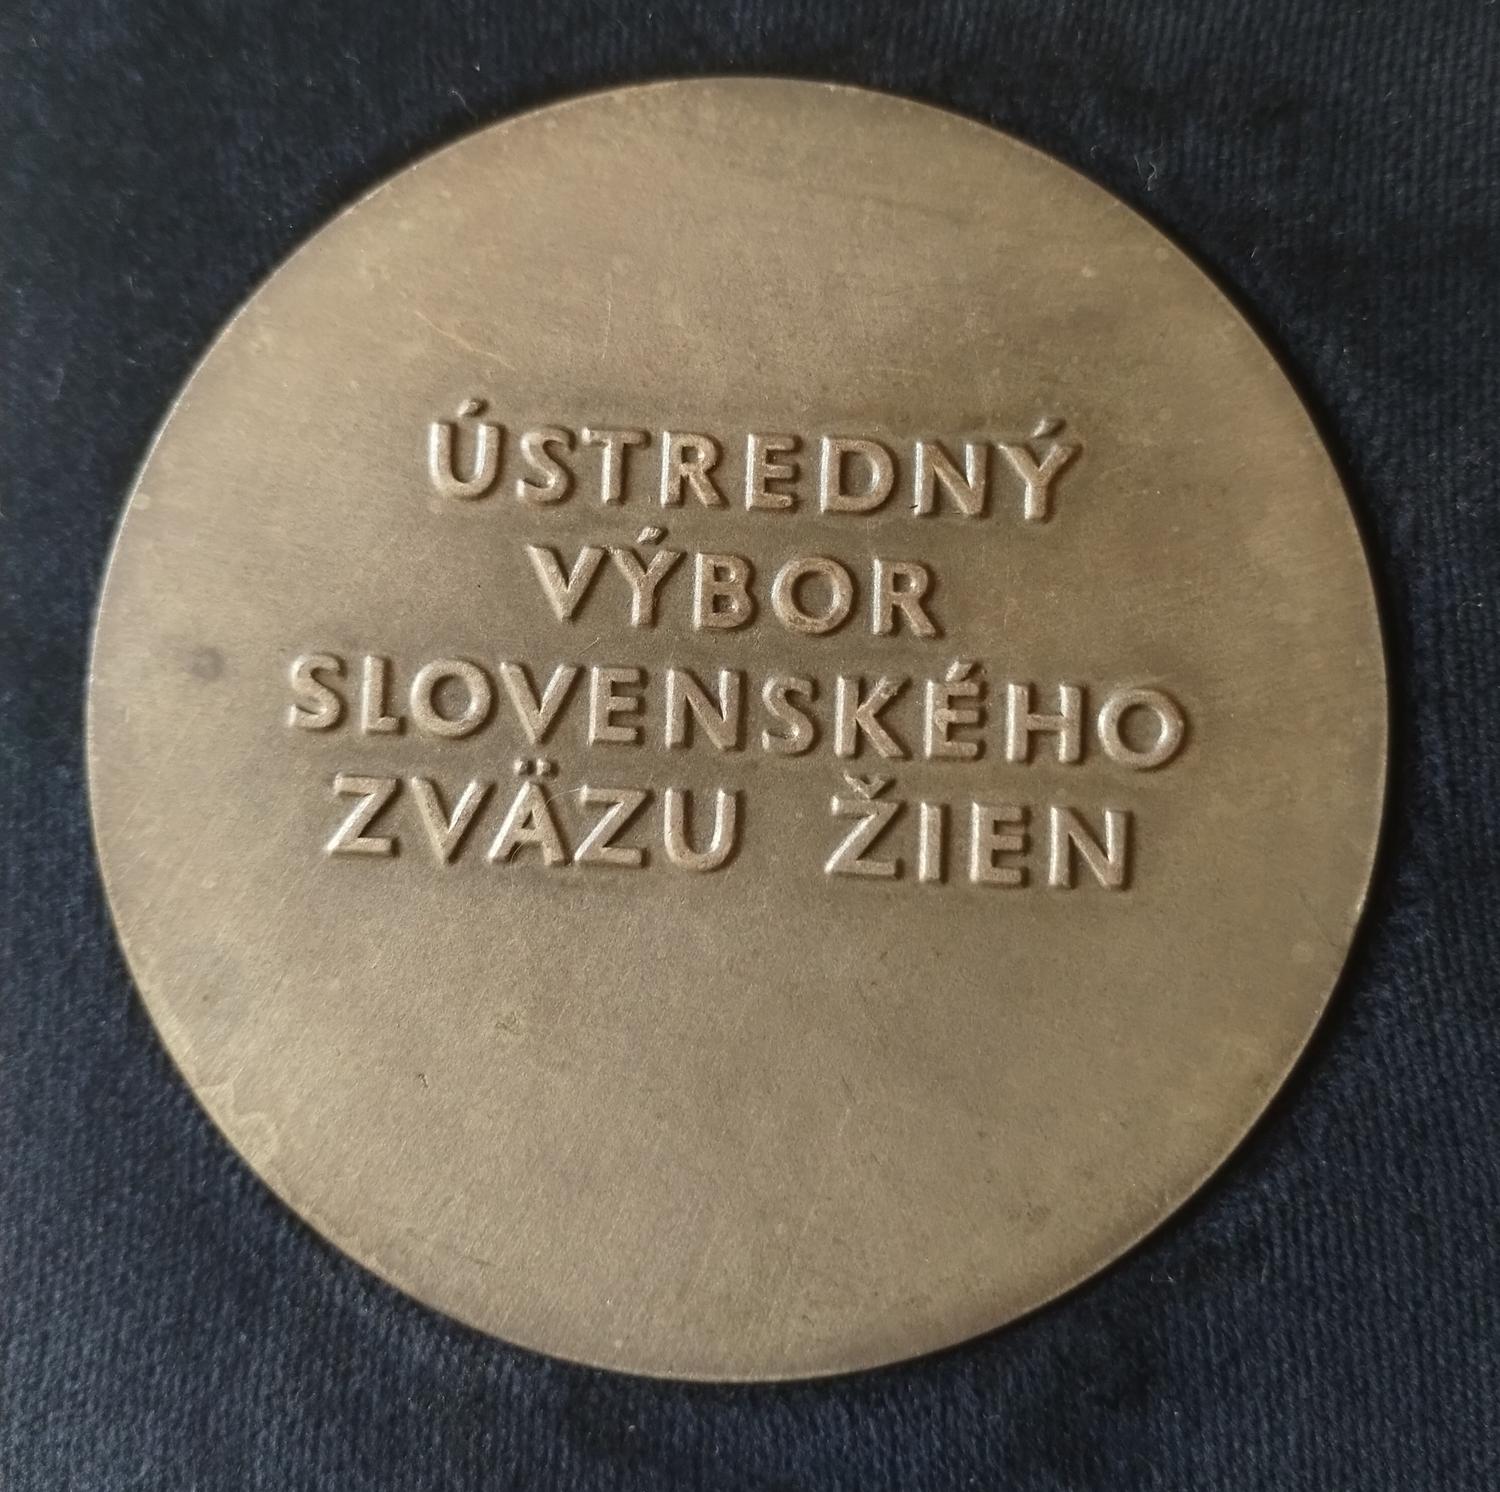 ÚSTREDNÝ
VÝBOR
SLOVENSKÉHO
ZVÄZU ŽIEN